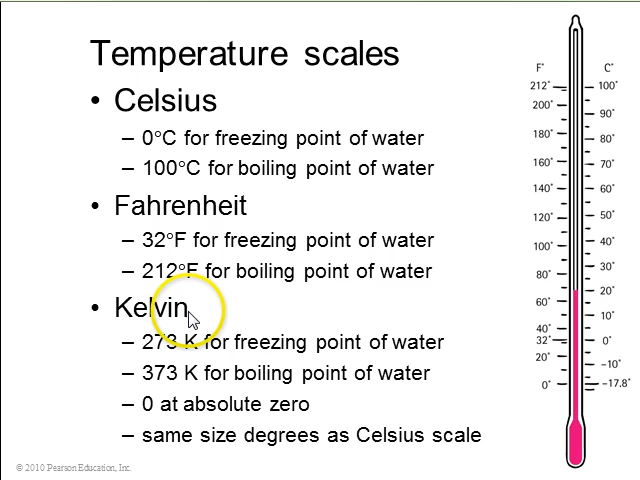 Temperature scales
• Celsius
– 0°C for freezing point of water
– 100°C for boiling point of water
• Fahrenheit
– 32°F for freezing point of water
– 212°F for boiling point of water
• Kelvin
– 273 K for freezing point of water
– 373 K for boiling point of water
– 0 at absolute zero
– same size degrees as Celsius scale
© 2010 Pearson Education, Inc.
F° C°
212° 100°
200° 90°
180° 80°
160° 70°
140° 60°
120° 50°
100° 40°
80° 30°
60° 20°
40° 10°
32° 0°
20° –10°
0° –17.8°